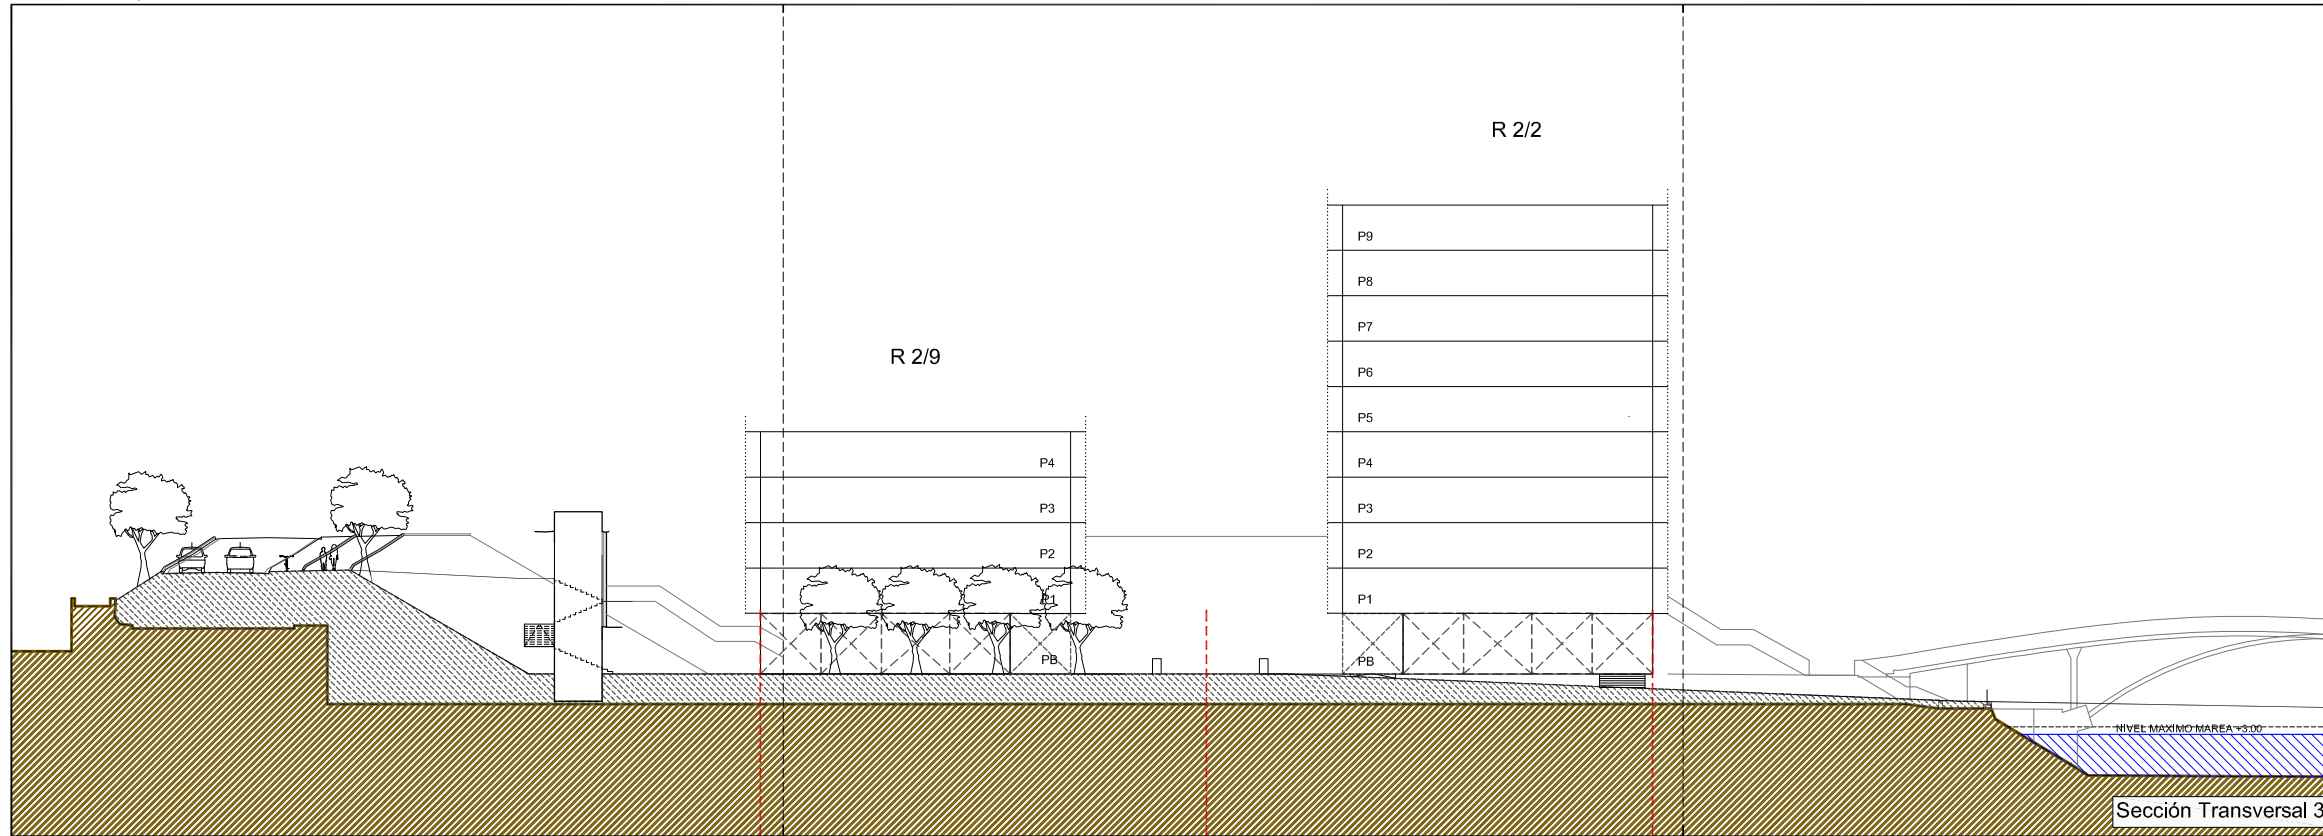 R 2/2
R 2/9
P9
P8
P7
P6
P5
P4
P3
P2
P1
PB
P4
P3
P2
P1
PB
NIVEL MAXIMO MAREA +3.00
Sección Transversal 3